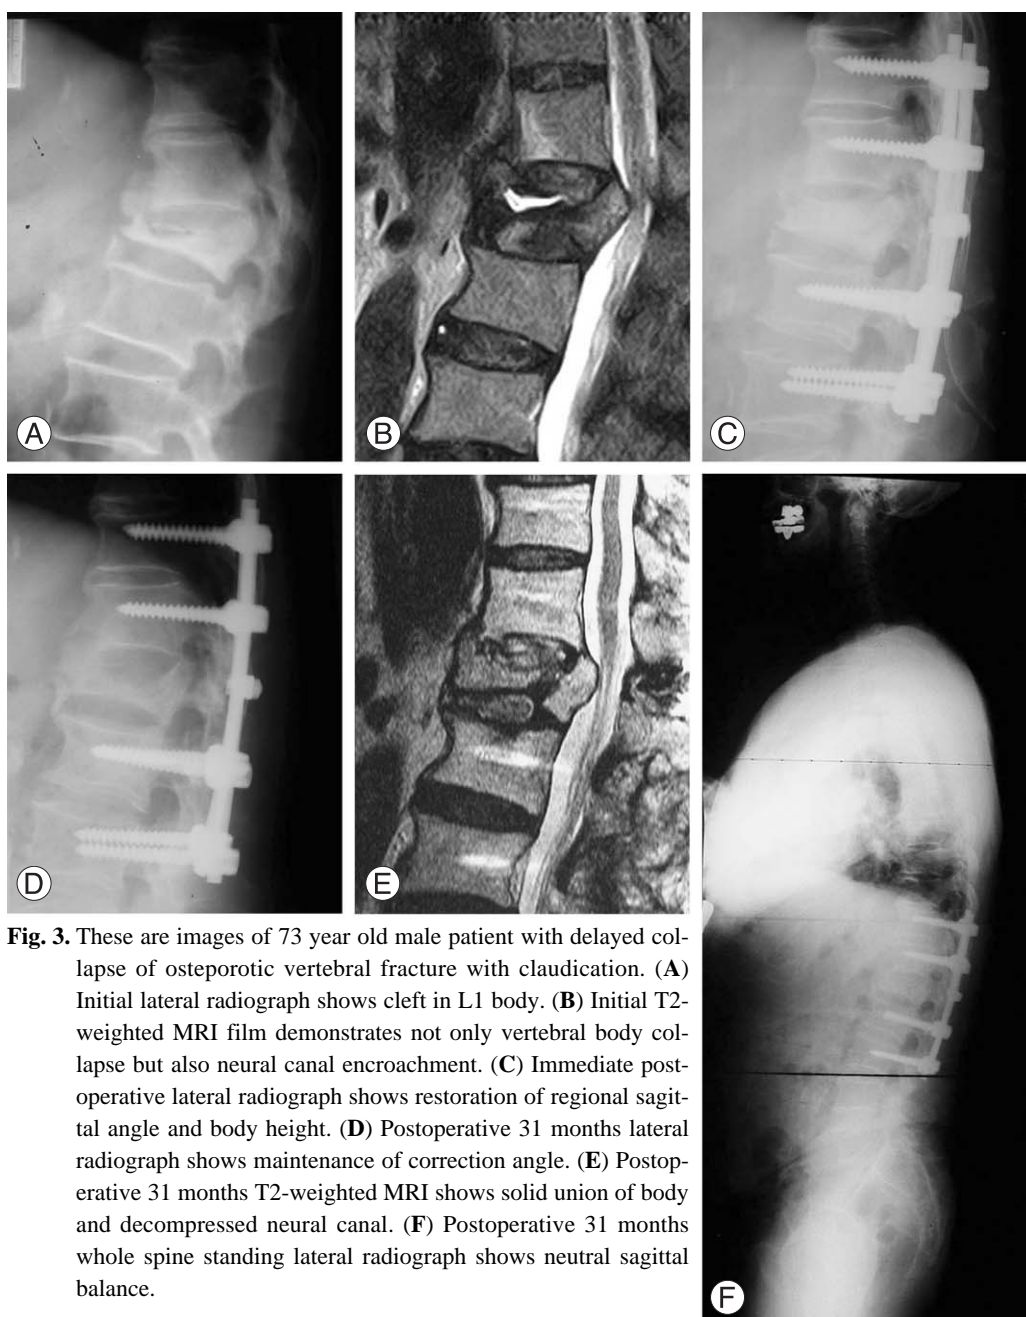 A
B
C
D
E
F
Fig. 3. These are images of 73 year old male patient with delayed col-
lapse of osteporotic vertebral fracture with claudication. (A)
Initial lateral radiograph shows cleft in L1 body. (B) Initial T2-
weighted MRI film demonstrates not only vertebral body col-
lapse but also neural canal encroachment. (C) Immediate post-
operative lateral radiograph shows restoration of regional sagit-
tal angle and body height. (D) Postoperative 31 months lateral
radiograph shows maintenance of correction angle. (E) Postop-
erative 31 months T2-weighted MRI shows solid union of body
and decompressed neural canal. (F) Postoperative 31 months
whole spine standing lateral radiograph shows neutral sagittal
balance.